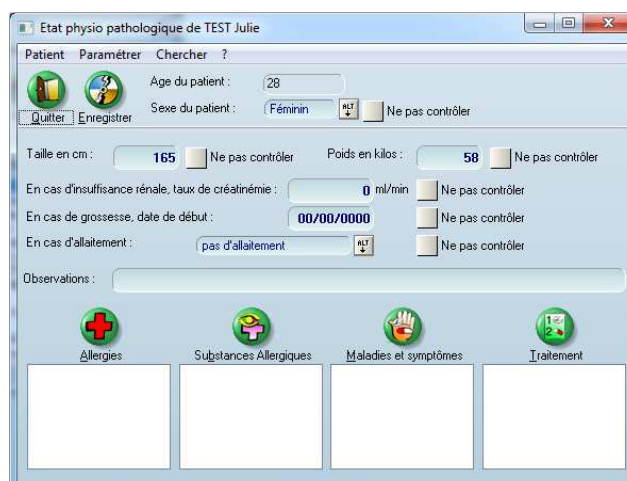 Etat physio pathologique de TEST Julie
Patient Paramétrer Chercher ?
Age du patient : 28
Sexe du patient : Féminin ALT Ne pas contrôler
Quitter Enregistrer
Taille en cm : 165 Ne pas contrôler Poids en kilos : 58 Ne pas contrôler
En cas d'insuffisance rénale, taux de créatinémie : 0 ml/min Ne pas contrôler
En cas de grossesse, date de début : 00/00/0000 Ne pas contrôler
En cas d'allaitement : pas d'allaitement ALT Ne pas contrôler
Observations :
Allergies Substances Allergiques Maladies et symptômes Traitement